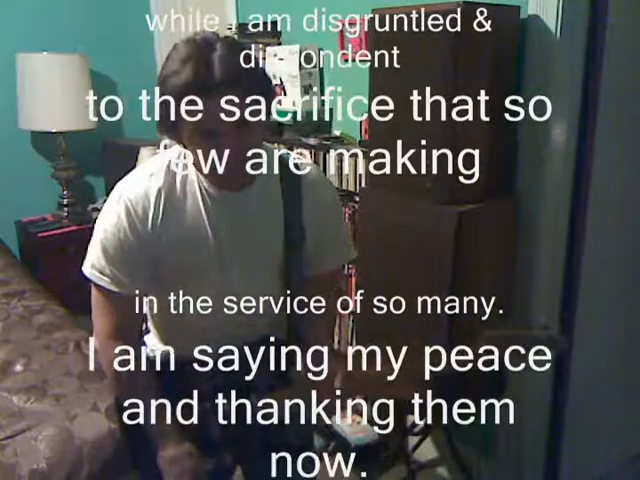 while I am disgruntled &
dispondent
to the sacrifice that so
few are making
in the service of so many.
I am saying my peace
and thanking them
now.